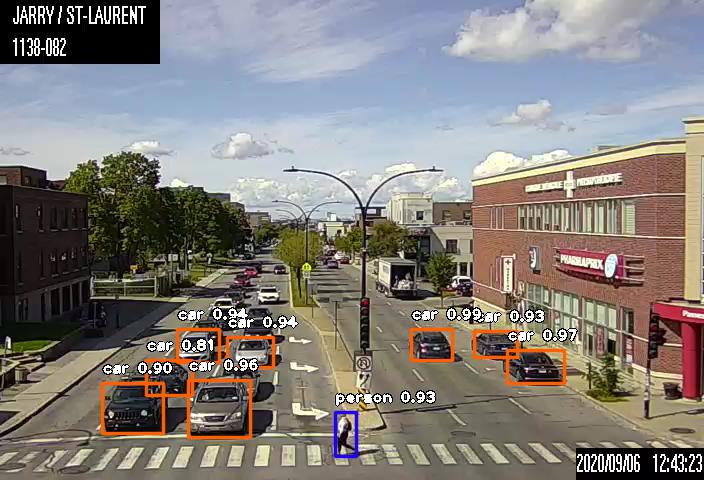 JARRY / ST-LAURENT
1138-082
PHARMAPRIX
car 0.94
car 0.94
car 0.99
car 0.93
car 0.81
car 0.97
car 0.90
car 0.96
person 0.93
2020/09/06 12:43:23